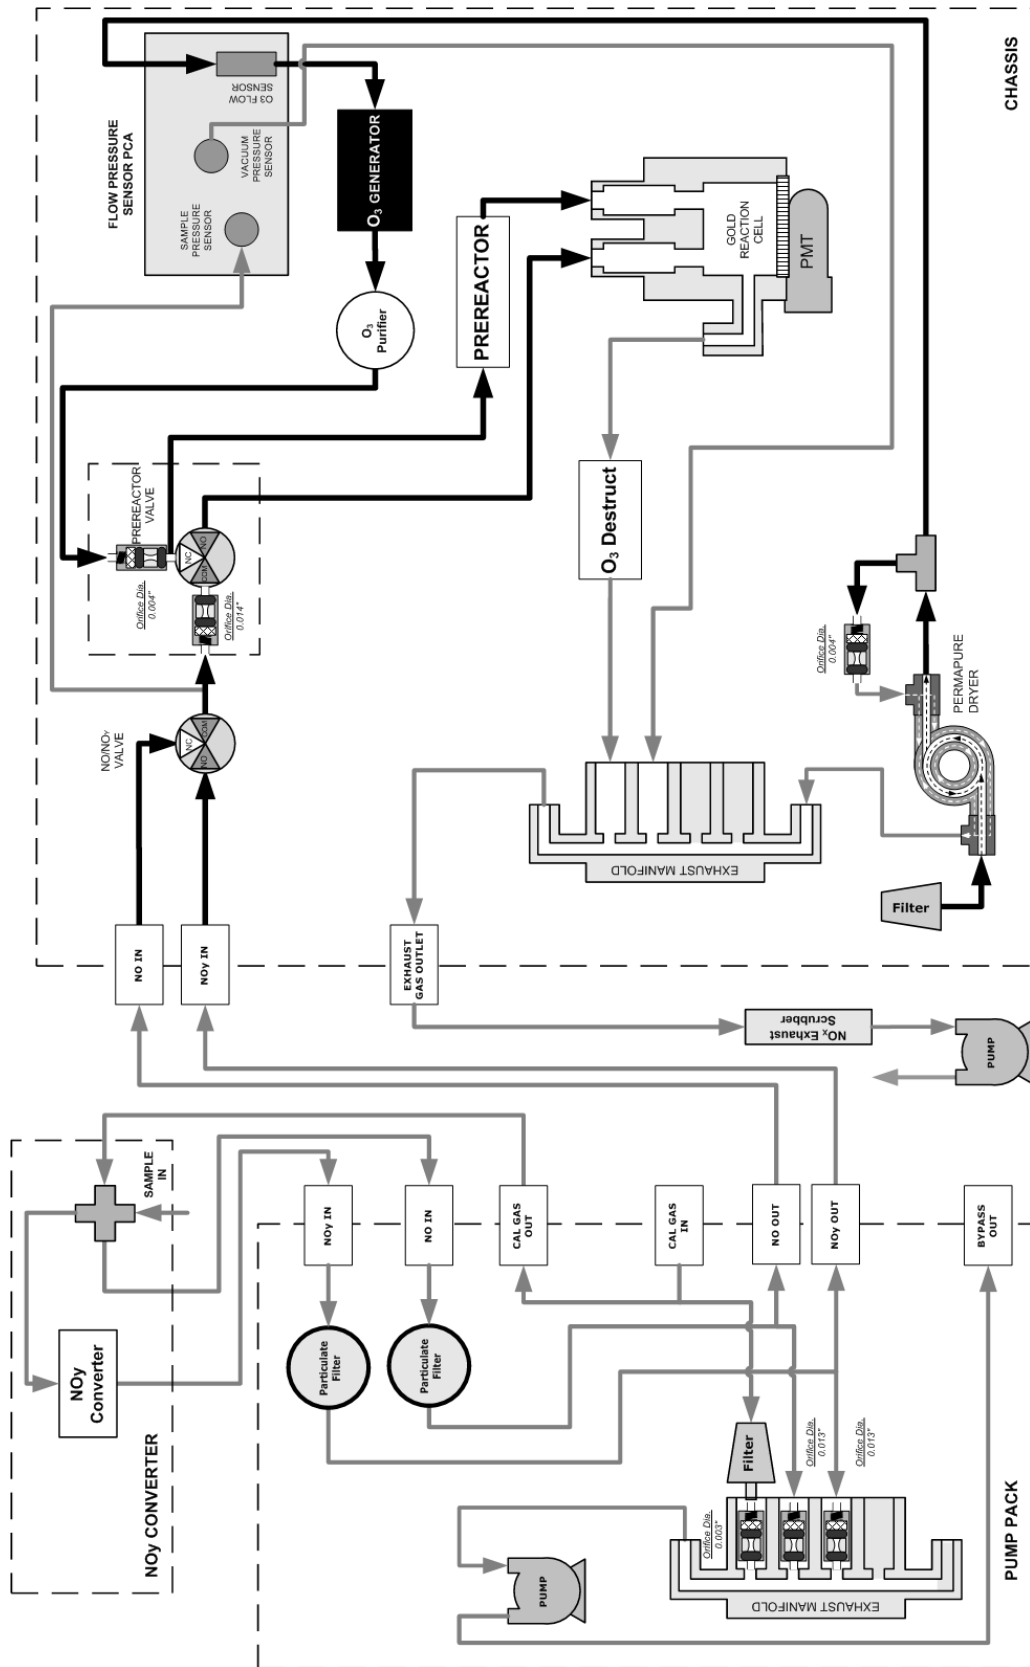 CHASSIS
FLOW PRESSURE
SENSOR PCA
O3 FLOW
SENSOR
VACUUM
PRESSURE
SENSOR
SAMPLE
PRESSURE
SENSOR
O3 GENERATOR
O3
Purifier
PREREACTOR
GOLD
REACTION
CELL
PMT
PREREACTOR
VALVE
NC
NO
COM
Orifice Dia.
0.004"
Orifice Dia.
0.014"
O3 Destruct
NO/NOY
VALVE
NC
NO
COM
Orifice Dia.
0.004"
PERMAPURE
DRYER
EXHAUST MANIFOLD
Filter
NO IN
NOy IN
EXHAUST
GAS OUTLET
NOX Exhaust
Scrubber
PUMP
SAMPLE
IN
NOy
Converter
NOy CONVERTER
NOy IN
NO IN
CAL GAS
OUT
CAL GAS
IN
NO OUT
NOy OUT
BYPASS
OUT
Particulate
Filter
Particulate
Filter
Filter
Orifice Dia.
0.003"
Orifice Dia.
0.013"
Orifice Dia.
0.013"
PUMP
EXHAUST MANIFOLD
PUMP PACK